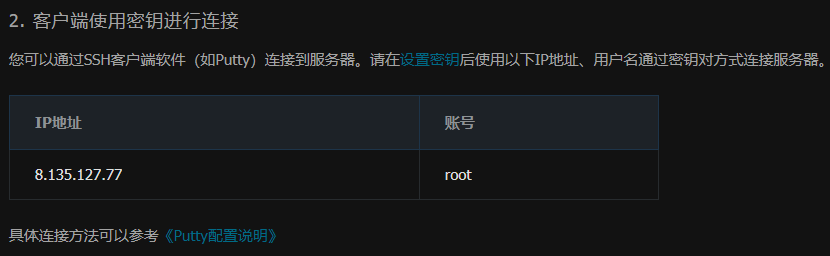 2. 客户端使用密钥进行连接
您可以通过SSH客户端软件（如Putty）连接到服务器。请在设置密钥后使用以下IP地址、用户名通过密钥对方式连接服务器。
IP地址 账号
8.135.127.77 root
具体连接方法可以参考《Putty配置说明》